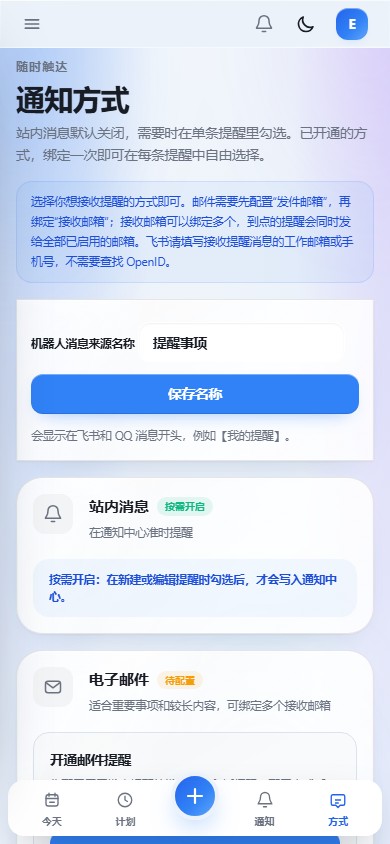 E
随时触达
通知方式
站内消息默认关闭，需要时在单条提醒里勾选。已开通的方
式，绑定一次即可在每条提醒中自由选择。
选择你想接收提醒的方式即可。邮件需要先配置“发件邮箱”，再
绑定“接收邮箱”；接收邮箱可以绑定多个，到点的提醒会同时发
给全部已启用的邮箱。飞书请填写接收提醒消息的工作邮箱或手
机号，不需要查找 OpenID。
机器人消息来源名称 提醒事项
保存名称
会显示在飞书和 QQ 消息开头，例如【我的提醒】。
站内消息 按需开启
在通知中心准时提醒
按需开启：在新建或编辑提醒时勾选后，才会写入通知中
心。
电子邮件 待配置
适合重要事项和较长内容，可绑定多个接收邮箱
开通邮件提醒
今天 计划 通知 方式